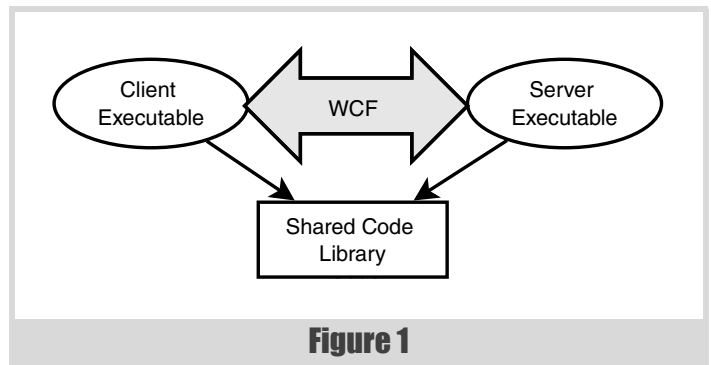 Client
Executable
WCF
Server
Executable
Shared Code
Library
Figure 1